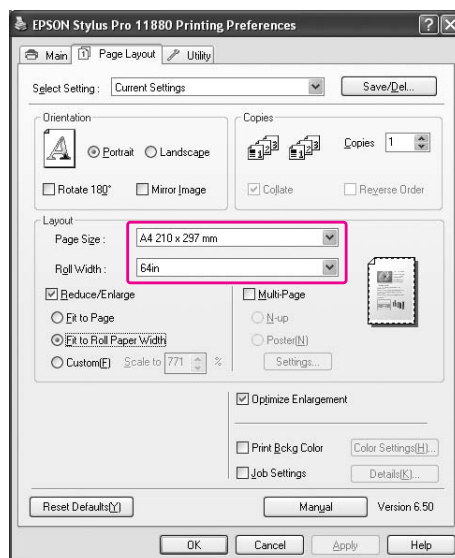 EPSON Stylus Pro 11880 Printing Preferences
Main Page Layout Utility
Select Setting : Current Settings Save/Del...
Orientation
Portrait Landscape
Rotate 180° Mirror Image
Copies
Copies 1
Collate Reverse Order
Layout
Page Size : A4 210 x 297 mm
Roll Width : 64in
Reduce/Enlarge
Fit to Page
Fit to Roll Paper Width
Custom(F) Scale to 771 %
Multi-Page
N-up
Poster(N)
Settings...
Optimize Enlargement
Print Bckg Color Color Settings(H)...
Job Settings Details(K)...
Reset Defaults(Y) Manual Version 6.50
OK Cancel Apply Help